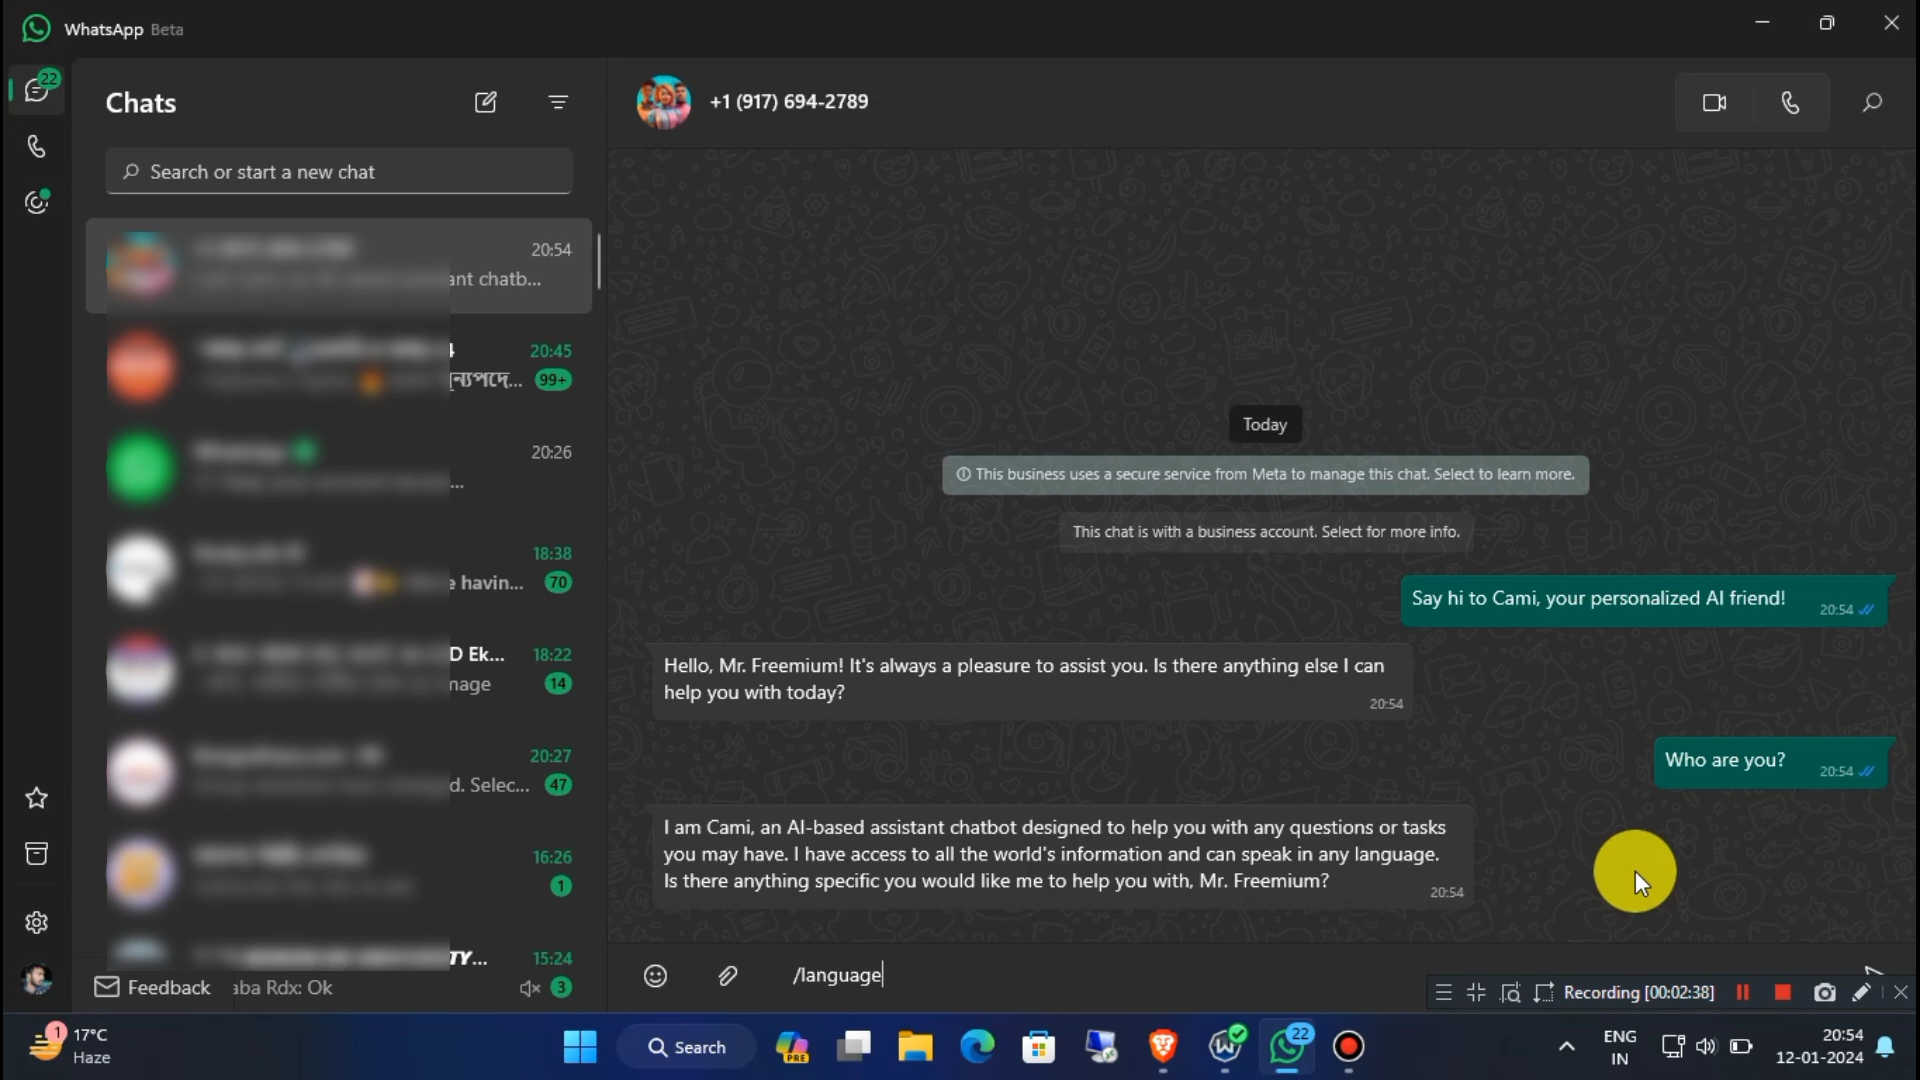 WhatsApp Beta
22
Chats
+1 (917) 694-2789
Search or start a new chat
20:54
ant chatb...
4
20:45
99+
20:26
...
18:38
e havin...
70
D Ek...
18:22
mage
14
20:27
d. Selec...
47
16:26
1
TY...
15:24
aba Rdx: Ok
3
Feedback
Today
This business uses a secure service from Meta to manage this chat. Select to learn more.
This chat is with a business account. Select for more info.
Say hi to Cami, your personalized AI friend!
20:54
Hello, Mr. Freemium! It's always a pleasure to assist you. Is there anything else I can
help you with today?
20:54
Who are you?
20:54
I am Cami, an AI-based assistant chatbot designed to help you with any questions or tasks
you may have. I have access to all the world's information and can speak in any language.
Is there anything specific you would like me to help you with, Mr. Freemium?
20:54
/language
Recording [00:02:38]
1
17°C
Haze
Search
PRE
22
ENG
IN
20:54
12-01-2024